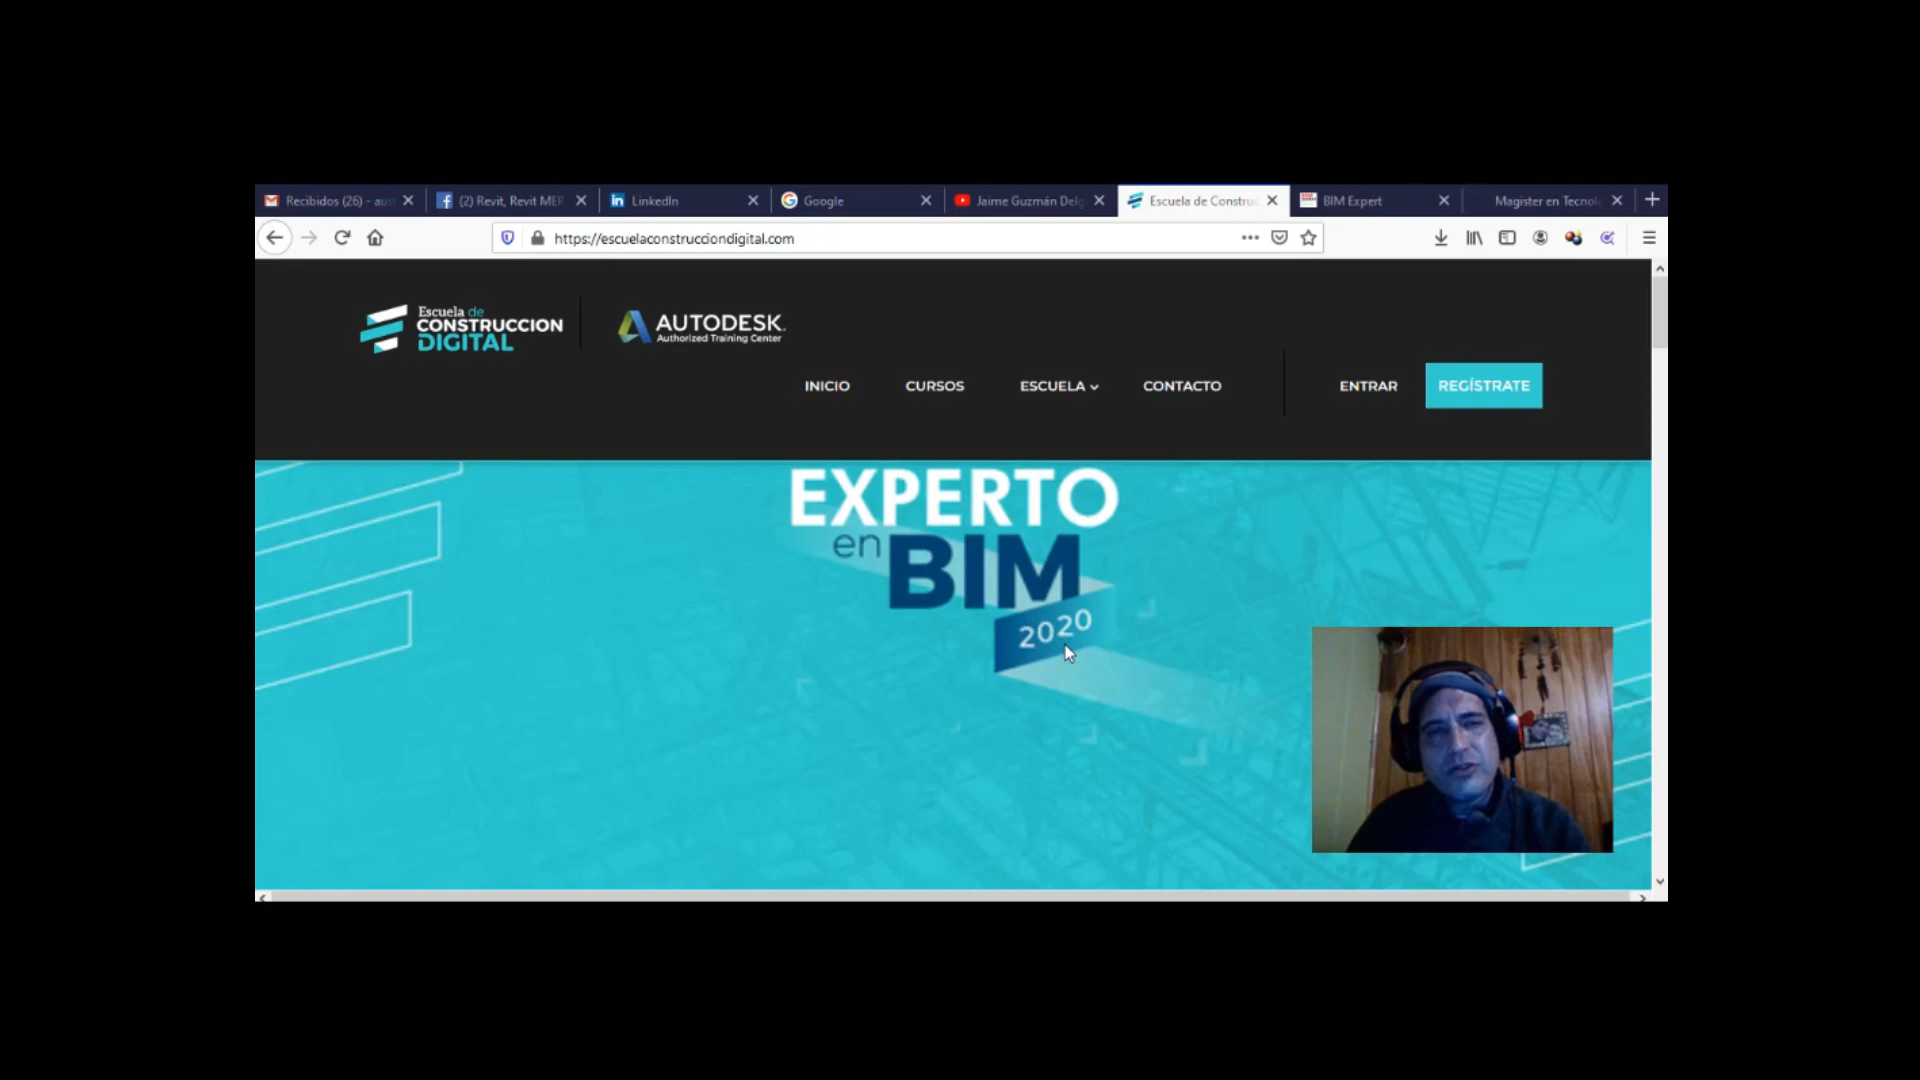 Recibidos (26) - aus
(2) Revit, Revit MEP
LinkedIn
Google
Jaime Guzmán Delg
Escuela de Construc
BIM Expert
Magister en Tecnol
https://escuelaconstrucciondigital.com
Escuela de
CONSTRUCCION
DIGITAL
AUTODESK.
Authorized Training Center
INICIO
CURSOS
ESCUELA
CONTACTO
ENTRAR
REGÍSTRATE
EXPERTO
en BIM
2020